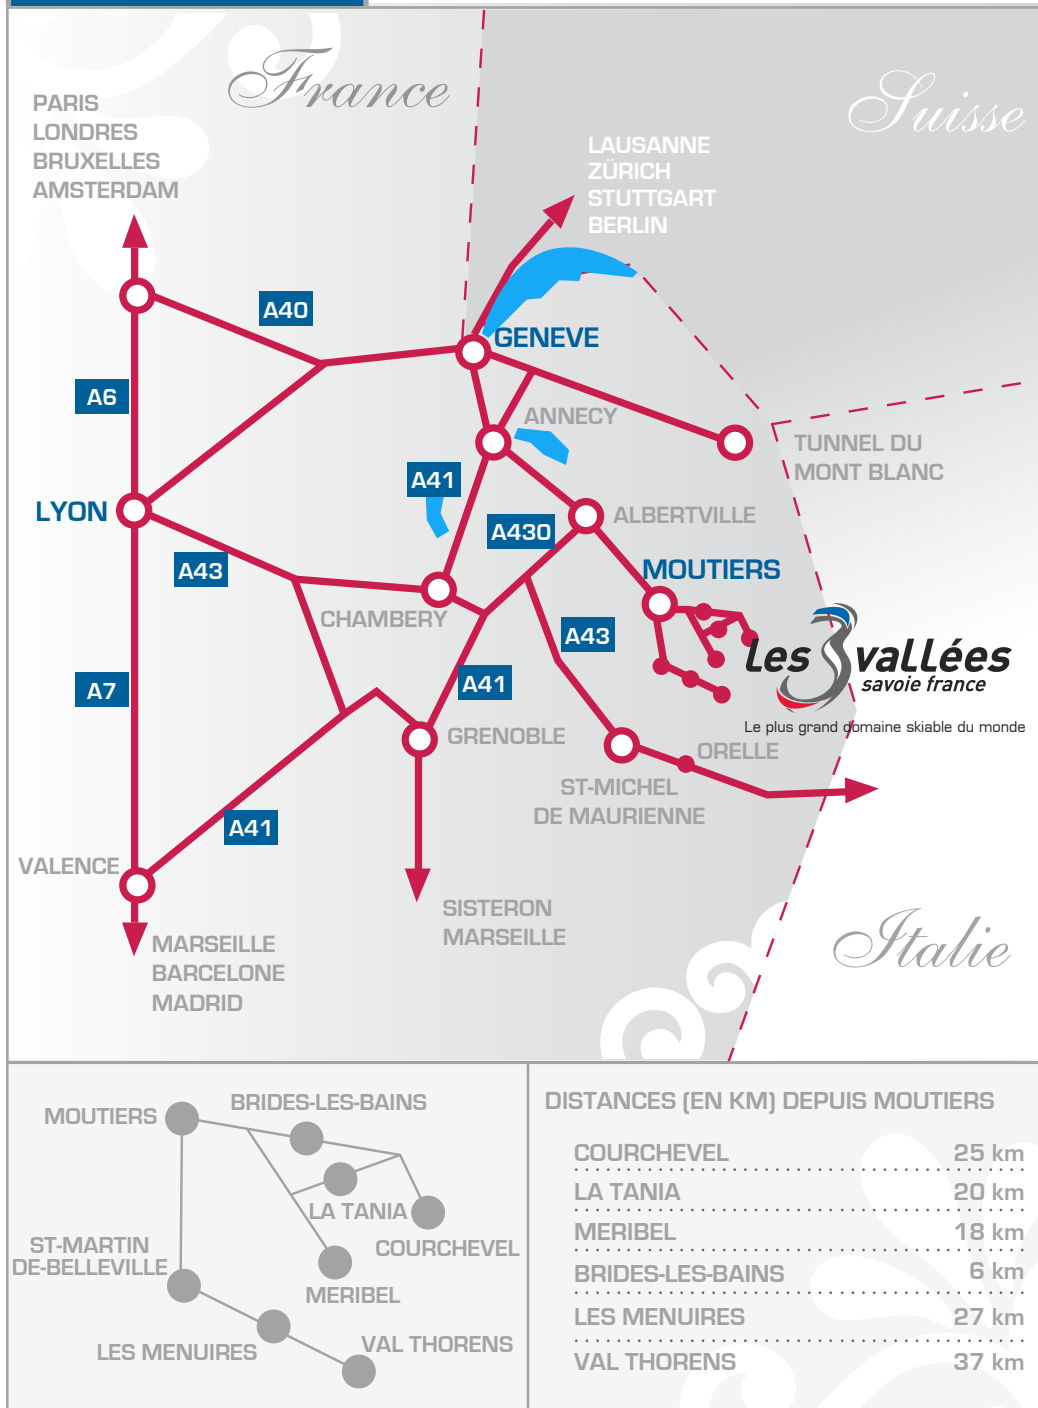 France
Suisse
PARIS
LONDRES
BRUXELLES
AMSTERDAM
LAUSANNE
ZÜRICH
STUTTGART
BERLIN
A40
GENEVE
A6
ANNECY
TUNNEL DU
MONT BLANC
A41
LYON
ALBERTVILLE
A430
A43
MOUTIERS
CHAMBERY
A43
Les 3 vallées
savoie france
A7
A41
Le plus grand domaine skiable du monde
GRENOBLE
ORELLE
ST-MICHEL
DE MAURIENNE
A41
VALENCE
SISTERON
MARSEILLE
MARSEILLE
BARCELONE
MADRID
Italie
MOUTIERS
BRIDES-LES-BAINS
LA TANIA
ST-MARTIN
DE-BELLEVILLE
COURCHEVEL
MERIBEL
LES MENUIRES
VAL THORENS
DISTANCES (EN KM) DEPUIS MOUTIERS
COURCHEVEL 25 km
LA TANIA 20 km
MERIBEL 18 km
BRIDES-LES-BAINS 6 km
LES MENUIRES 27 km
VAL THORENS 37 km